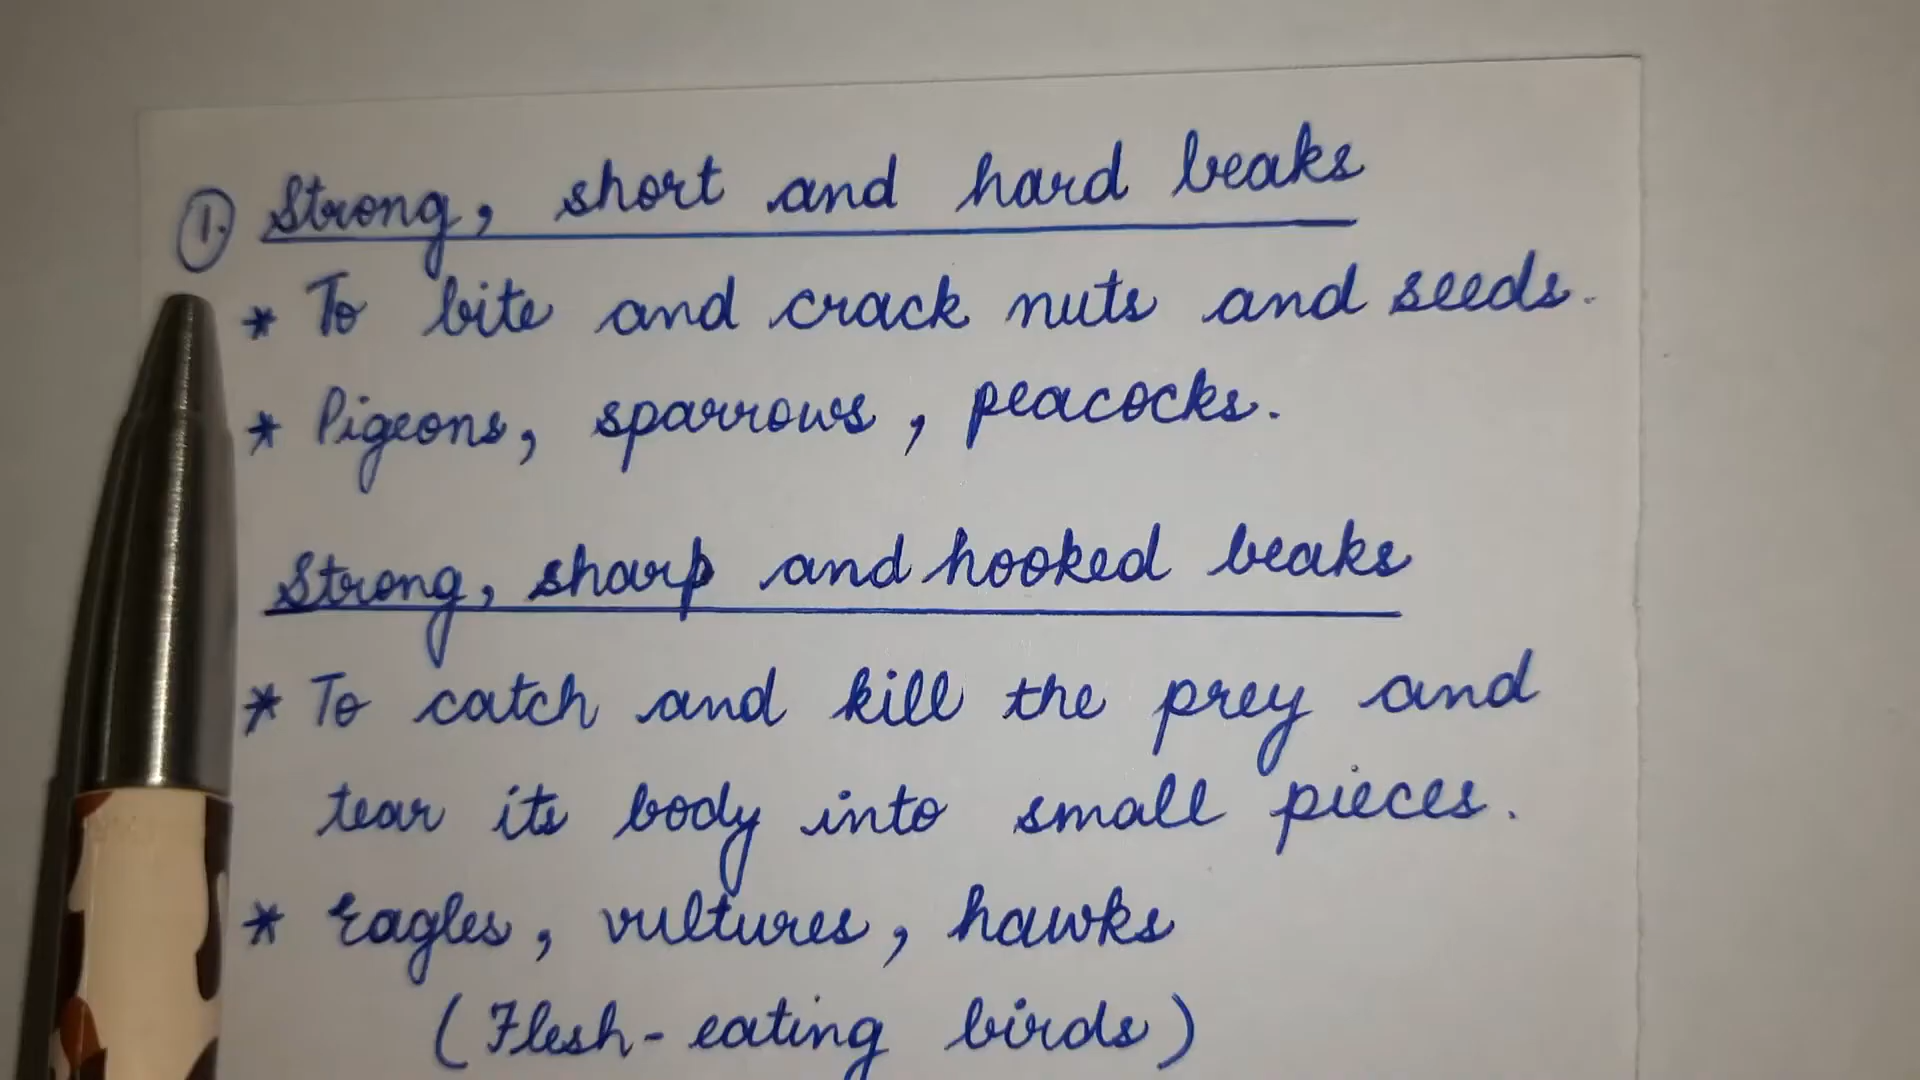 1. Strong, short and hard beaks
* To bite and crack nuts and seeds.
* Pigeons, sparrows, peacocks.
Strong, sharp and hooked beaks
* To catch and kill the prey and
tear its body into small pieces.
* Eagles, vultures, hawks
(Flesh-eating birds)